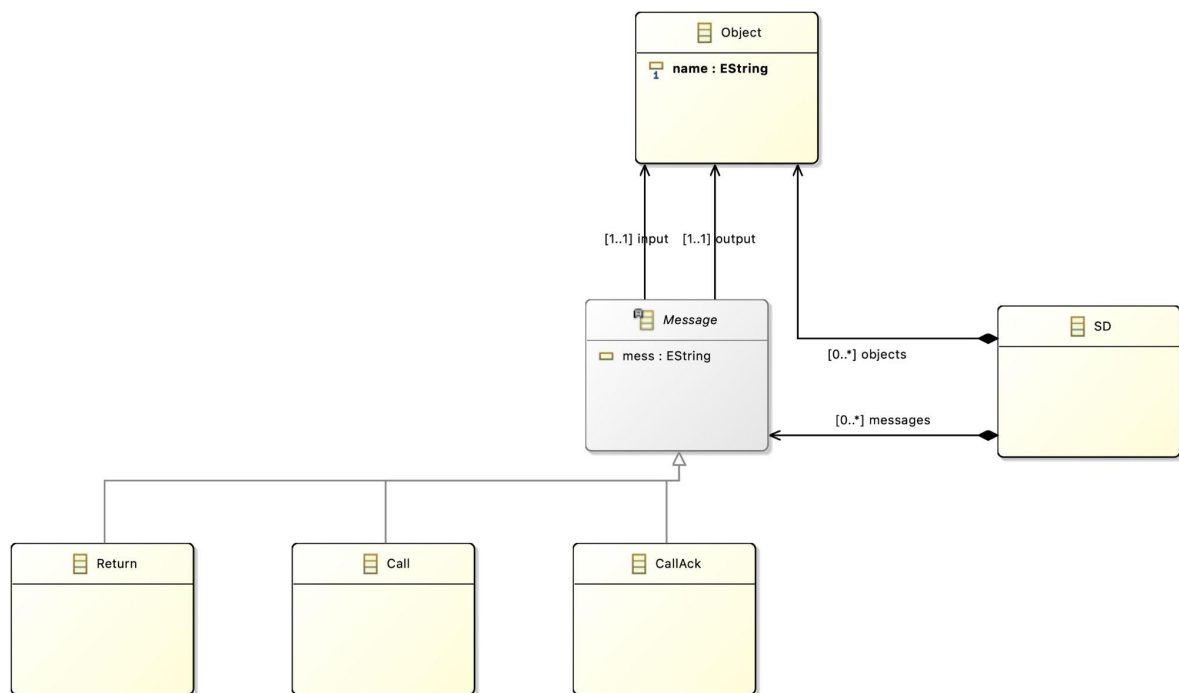 Object
1
name : EString
[1..1] input
[1..1] output
Message
mess : EString
SD
[0..*] objects
[0..*] messages
Return
Call
CallAck